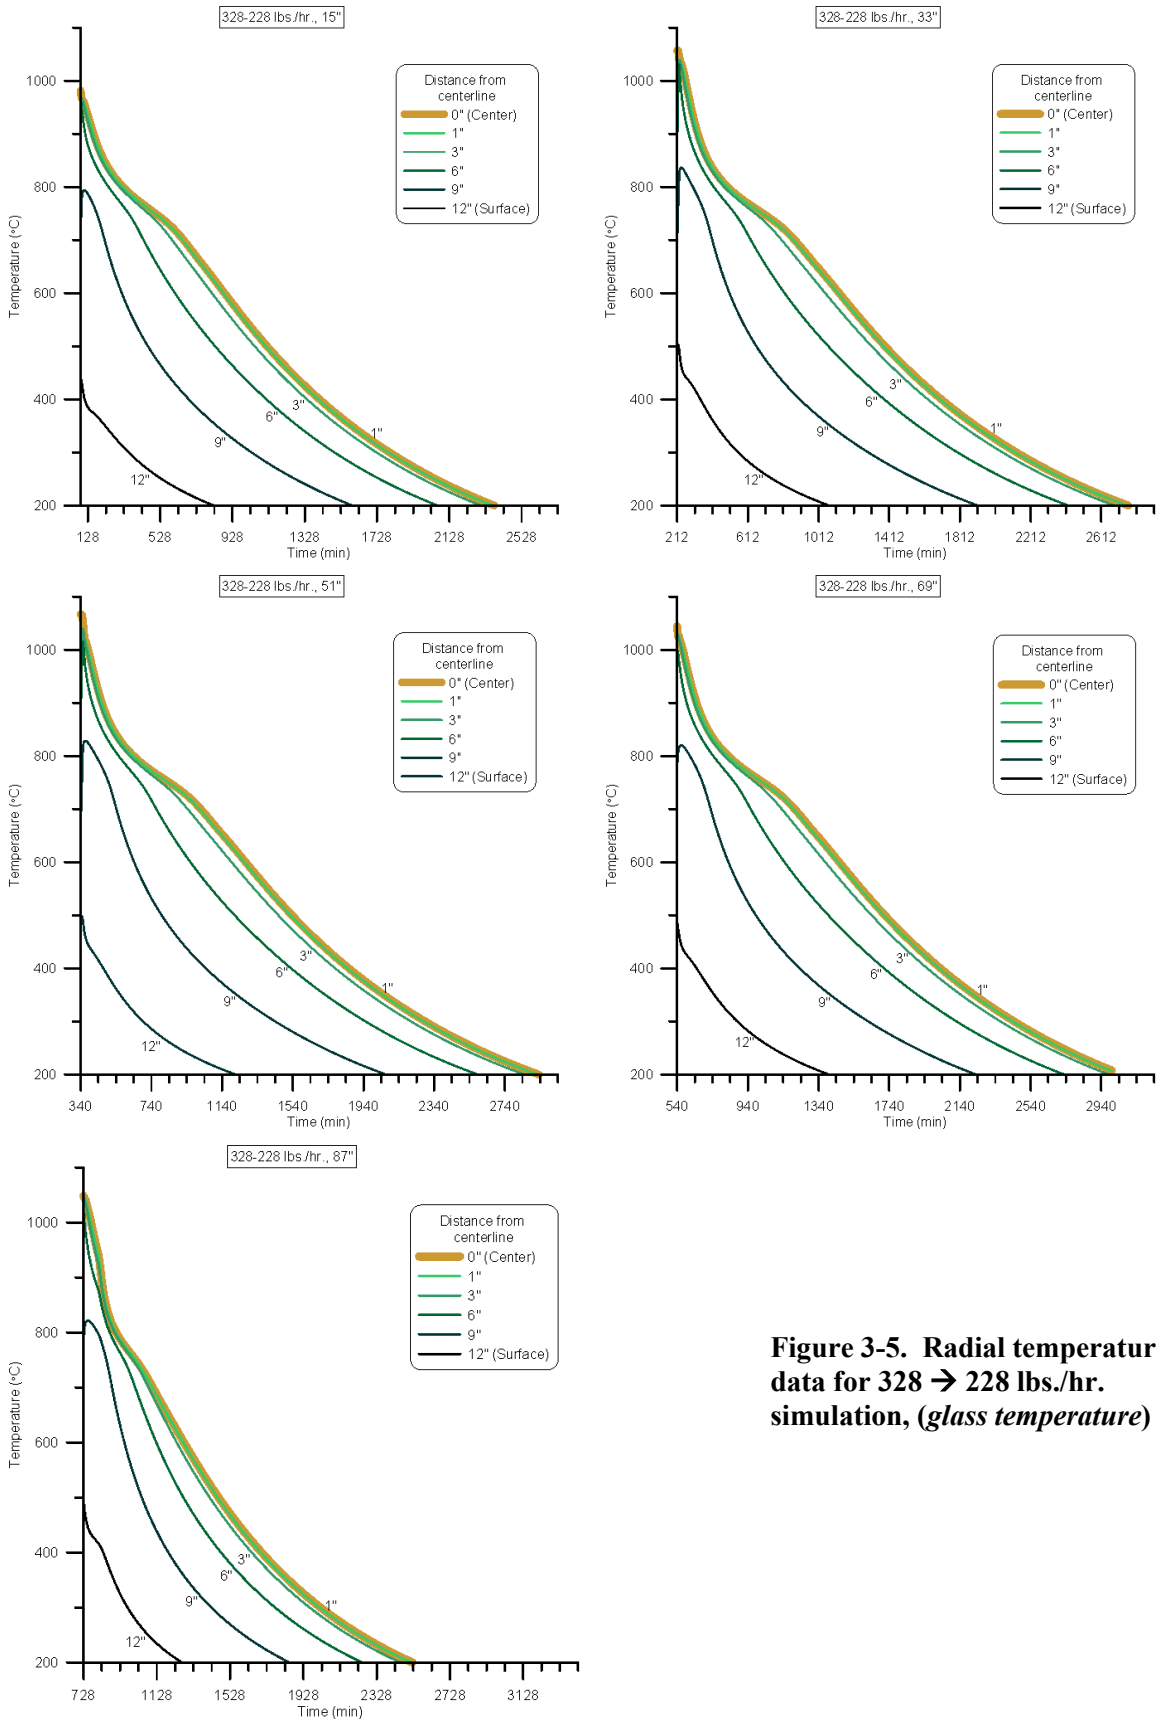 328-228 lbs./hr., 15"
Temperature (°C)
1000
800
600
400
200
Distance from
centerline
0" (Center)
1"
3"
6"
9"
12" (Surface)
1"
3"
6"
9"
12"
128 528 928 1328 1728 2128 2528
Time (min)
328-228 lbs./hr., 33"
Temperature (°C)
1000
800
600
400
200
Distance from
centerline
0" (Center)
1"
3"
6"
9"
12" (Surface)
3"
6"
1"
9"
12"
212 612 1012 1412 1812 2212 2612
Time (min)
328-228 lbs./hr., 51"
Temperature (°C)
1000
800
600
400
200
Distance from
centerline
0" (Center)
1"
3"
6"
9"
12" (Surface)
3"
6"
1"
9"
12"
340 740 1140 1540 1940 2340 2740
Time (min)
328-228 lbs./hr., 69"
Temperature (°C)
1000
800
600
400
200
Distance from
centerline
0" (Center)
1"
3"
6"
9"
12" (Surface)
3"
6"
1"
9"
12"
540 940 1340 1740 2140 2540 2940
Time (min)
328-228 lbs./hr., 87"
Temperature (°C)
1000
800
600
400
200
Distance from
centerline
0" (Center)
1"
3"
6"
9"
12" (Surface)
3"
6"
9"
1"
12"
728 1128 1528 1928 2328 2728 3128
Time (min)
Figure 3-5. Radial temperatur
data for 328 → 228 lbs./hr.
simulation, (glass temperature)